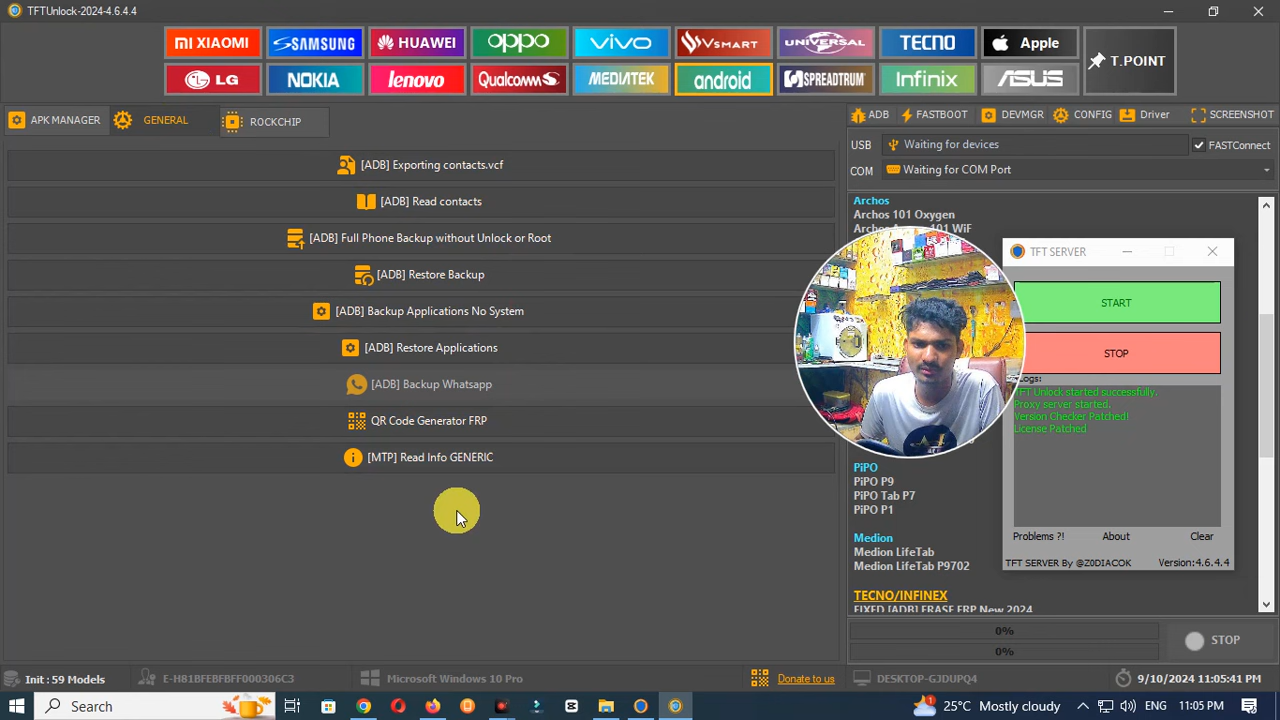 TFTUnlock-2024-4.6.4.4
MI XIAOMI SAMSUNG HUAWEI oppo vivo VSMART UNIVERSAL TECNO Apple T.POINT
LG NOKIA lenovo Qualcomm MEDIATEK android SPREADTRUM Infinix ASUS
APK MANAGER GENERAL ROCKCHIP
ADB FASTBOOT DEVMGR CONFIG Driver SCREENSHOT
USB Waiting for devices FASTConnect
COM Waiting for COM Port
[ADB] Exporting contacts.vcf
[ADB] Read contacts
[ADB] Full Phone Backup without Unlock or Root
[ADB] Restore Backup
[ADB] Backup Applications No System
[ADB] Restore Applications
[ADB] Backup Whatsapp
QR Code Generator FRP
[MTP] Read Info GENERIC
Archos
Archos 101 Oxygen
Archos 101 WiF
PiPO
PiPO P9
PiPO Tab P7
PiPO P1
Medion
Medion LifeTab
Medion LifeTab P9702
TECNO/INFINEX
FIXED [ADB] ERASE FRP New 2024
TFT SERVER
START
STOP
Logs:
TFT Unlock started successfully.
Proxy server started.
Version Checker Patched!
License Patched
Problems ?! About Clear
TFT SERVER By @Z0DIACOK Version:4.6.4.4
0%
0%
STOP
Init : 59 Models E-H81BFEBFBFF000306C3 Microsoft Windows 10 Pro Donate to us DESKTOP-GJDUPQ4 9/10/2024 11:05:41 PM
Search 25°C Mostly cloudy ENG 11:05 PM